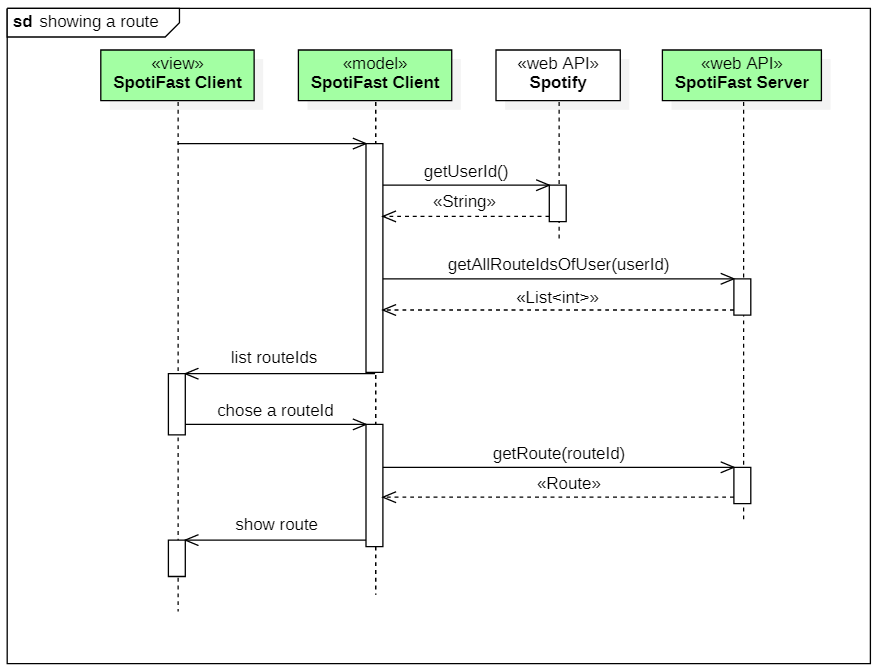 sd showing a route
«view»
SpotiFast Client
«model»
SpotiFast Client
«web API»
Spotify
«web API»
SpotiFast Server
getUserId()
«String»
getAllRouteIdsOfUser(userId)
«List<int>»
list routeIds
chose a routeId
getRoute(routeId)
«Route»
show route